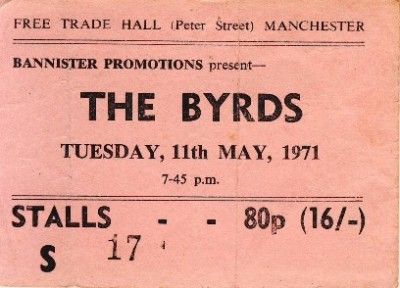 FREE TRADE HALL (Peter Street) MANCHESTER
BANNISTER PROMOTIONS present—
THE BYRDS
TUESDAY, 11th MAY, 1971
7-45 p.m.
STALLS - - 80p (16/-)
S 17